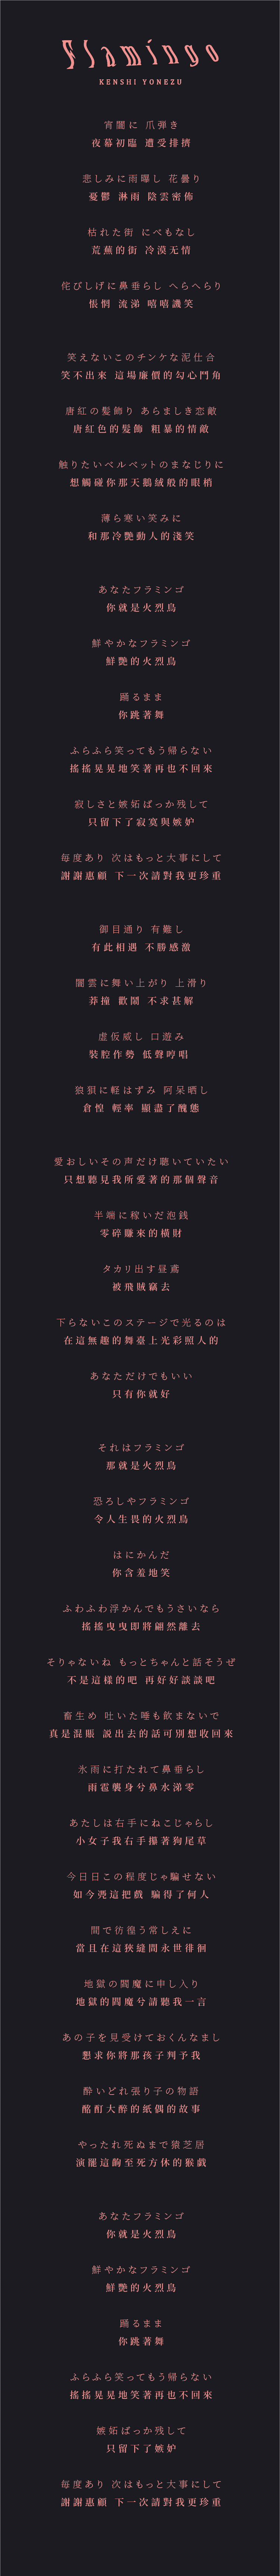 Flamingo
KENSHI YONEZU
宵闇に 爪弾き
夜幕初臨 遭受排擠
悲しみに雨曝し 花曇り
憂鬱 淋雨 陰雲密佈
枯れた街 にべもなし
荒蕪的街 冷漠无情
侘びしげに鼻垂らし へらへらり
悵惘 流涕 嘻嘻譏笑
笑えないこのチンケな泥仕合
笑不出來 這場廉價的勾心鬥角
唐紅の髪飾り あらましき恋敵
唐紅色的髮飾 粗暴的情敵
触りたいベルベットのまなじりに
想觸碰你那天鵝絨般的眼梢
薄ら寒い笑みに
和那冷艷動人的淺笑
あなたフラミンゴ
你就是火烈鳥
鮮やかなフラミンゴ
鮮艷的火烈鳥
踊るまま
你跳著舞
ふらふら笑ってもう帰らない
搖搖晃晃地笑著再也不回來
寂しさと嫉妬ばっか残して
只留下了寂寞與嫉妒
毎度あり 次はもっと大事にして
謝謝惠顧 下一次請對我更珍重
御目通り 有難し
有此相遇 不勝感激
闇雲に舞い上がり 上滑り
莽撞 歡鬧 不求甚解
虚仮威し 口遊み
裝腔作勢 低聲哼唱
狼狽に軽はずみ 阿呆晒し
倉惶 輕率 顯盡了醜態
愛おしいその声だけ聴いていたい
只想聽見我所愛著的那個聲音
半端に稼いだ泡銭
零碎賺來的橫財
タカリ出す昼鳶
被飛賊竊去
下らないこのステージで光るのは
在這無趣的舞臺上光彩照人的
あなただけでもいい
只有你就好
それはフラミンゴ
那就是火烈鳥
恐ろしやフラミンゴ
令人生畏的火烈鳥
はにかんだ
你含羞地笑
ふわふわ浮かんでもうさいなら
搖搖曳曳即將翩然離去
そりゃないね もっとちゃんと話そうぜ
不是這樣的吧 再好好談談吧
畜生め 吐いた唾も飲まないで
真是混賬 說出去的話可別想收回來
氷雨に打たれて鼻垂らし
雨雹襲身兮鼻水涕零
あたしは右手にねこじゃらし
小女子我右手攥著狗尾草
今日日この程度じゃ騙せない
如今凴這把戲 騙得了何人
間で彷徨う常しえに
當且在這狹縫間永世徘徊
地獄の閻魔に申し入り
地獄的閻魔兮請聽我一言
あの子を見受けておくんなまし
懇求你將那孩子判予我
酔いどれ張り子の物語
酩酊大醉的紙偶的故事
やったれ死ぬまで猿芝居
演罷這齣至死方休的猴戲
あなたフラミンゴ
你就是火烈鳥
鮮やかなフラミンゴ
鮮艷的火烈鳥
踊るまま
你跳著舞
ふらふら笑ってもう帰らない
搖搖晃晃地笑著再也不回來
嫉妬ばっか残して
只留下了嫉妒
毎度あり 次はもっと大事にして
謝謝惠顧 下一次請對我更珍重